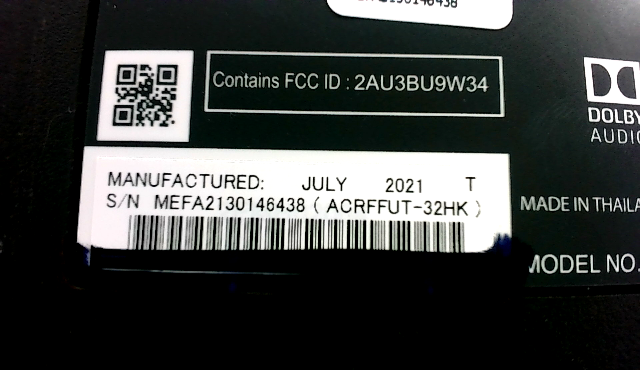 Contains FCC ID : 2AU3BU9W34
DOLBY
AUDIO
MANUFACTURED: JULY 2021 T
S/N MEFA2130146438 ( ACRFFUT-32HK )
MADE IN THAILA
MODEL NO.